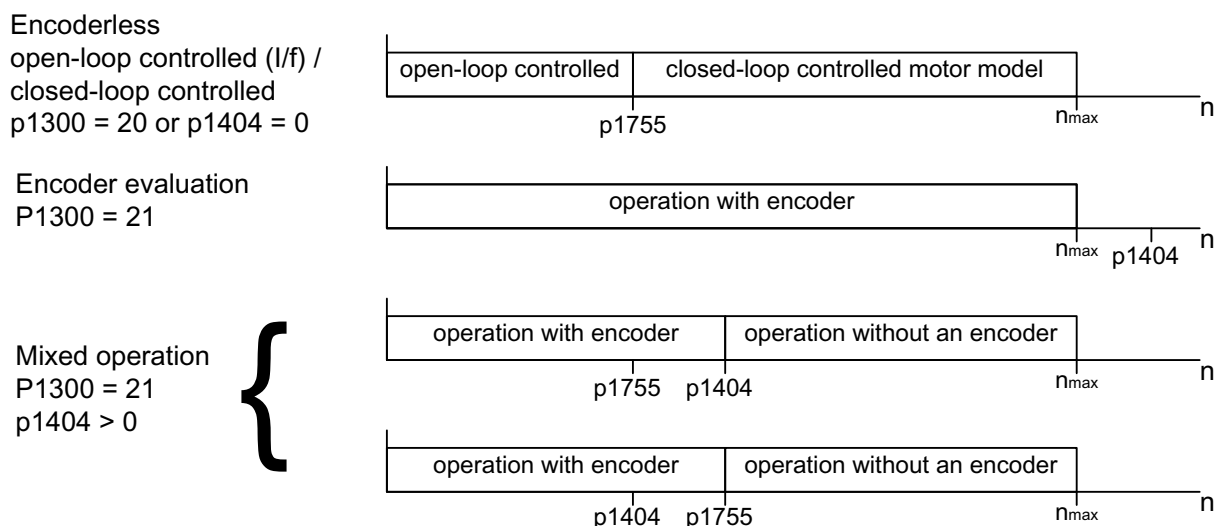 Encoderless
open-loop controlled (I/f) /
closed-loop controlled
p1300 = 20 or p1404 = 0
open-loop controlled
closed-loop controlled motor model
p1755
nmax
n
Encoder evaluation
P1300 = 21
operation with encoder
nmax
p1404
n
Mixed operation
P1300 = 21
p1404 > 0
{
operation with encoder
operation without an encoder
p1755
p1404
nmax
n
operation with encoder
operation without an encoder
p1404
p1755
nmax
n